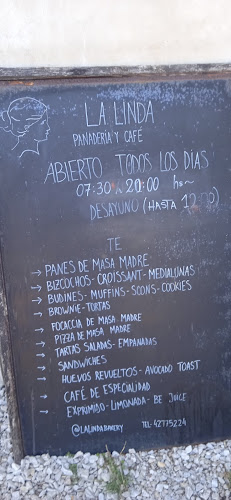 LA LINDA
PANADERÍA Y CAFÉ
ABIERTO TODOS LOS DÍAS
07:30 A 20:00 hs~
DESAYUNO (HASTA 12:00)
TE
→ PANES DE MASA MADRE
→ BIZCOCHOS - CROISSANT - MEDIALUNAS
→ BUDINES - MUFFINS - SCONS - COOKIES
→ BROWNIE - TORTAS
→ FOCACCIA DE MASA MADRE
→ PIZZA DE MASA MADRE
→ TARTAS SALADAS - EMPANADAS
→ SANDWICHES
→ HUEVOS REVUELTOS - AVOCADO TOAST
→ CAFÉ DE ESPECIALIDAD
→ EXPRIMIDO - LIMONADA - BE JUICE
@LALINDABAKERY TEL: 42775224